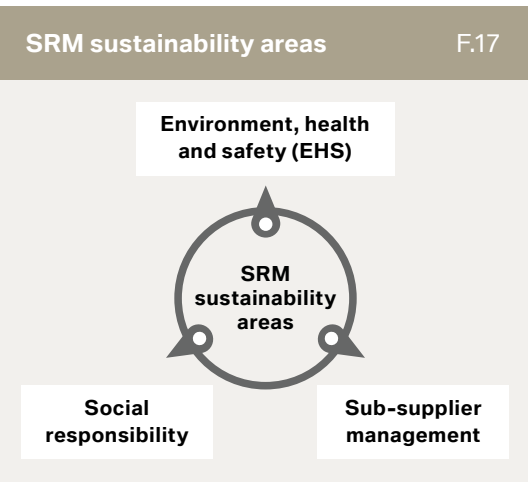 SRM sustainability areas F.17
Environment, health
and safety (EHS)
SRM
sustainability
areas
Social
responsibility
Sub-supplier
management